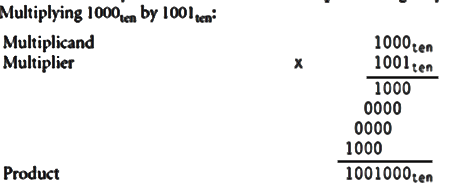 Multiplying 1000ten by 1001ten:
Multiplicand 1000ten
Multiplier x 1001ten
1000
0000
0000
1000
Product 1001000ten